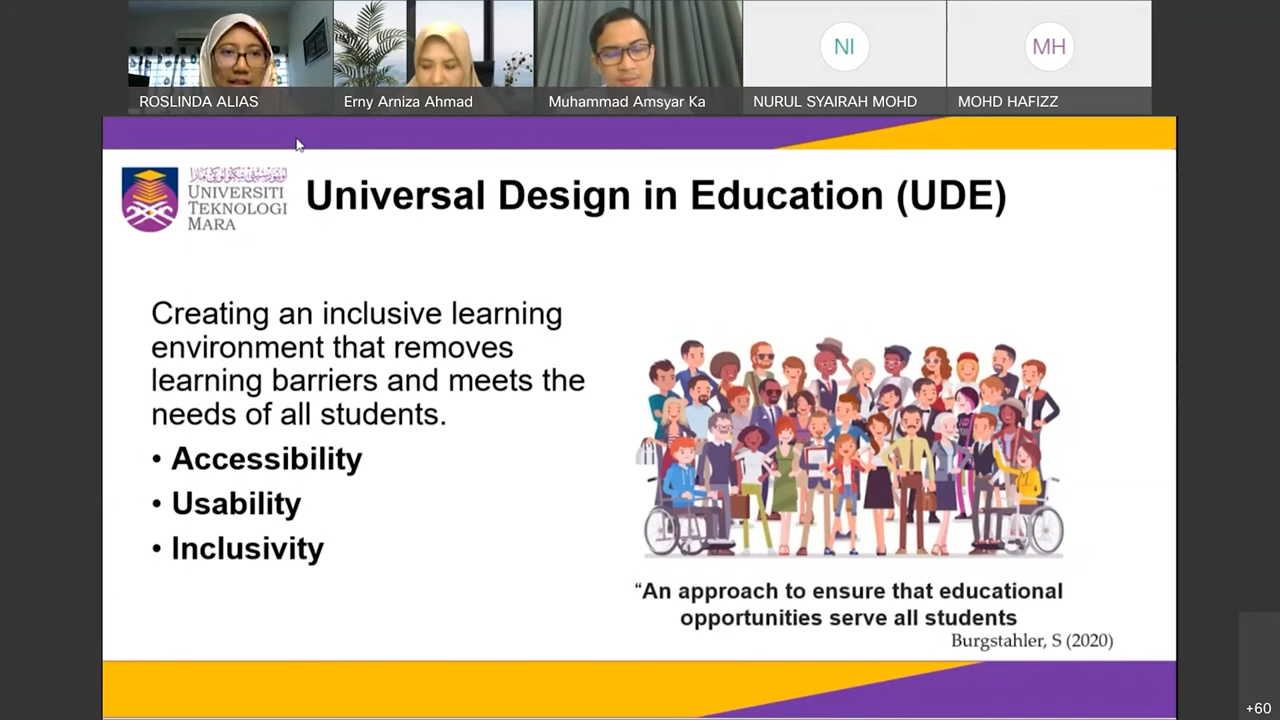 NI
MH
ROSLINDA ALIAS
Erny Arniza Ahmad
Muhammad Amsyar Ka
NURUL SYAIRAH MOHD
MOHD HAFIZZ
UNIVERSITI
TEKNOLOGI
MARA
Universal Design in Education (UDE)
Creating an inclusive learning
environment that removes
learning barriers and meets the
needs of all students.
• Accessibility
• Usability
• Inclusivity
“An approach to ensure that educational
opportunities serve all students
Burgstahler, S (2020)
+60